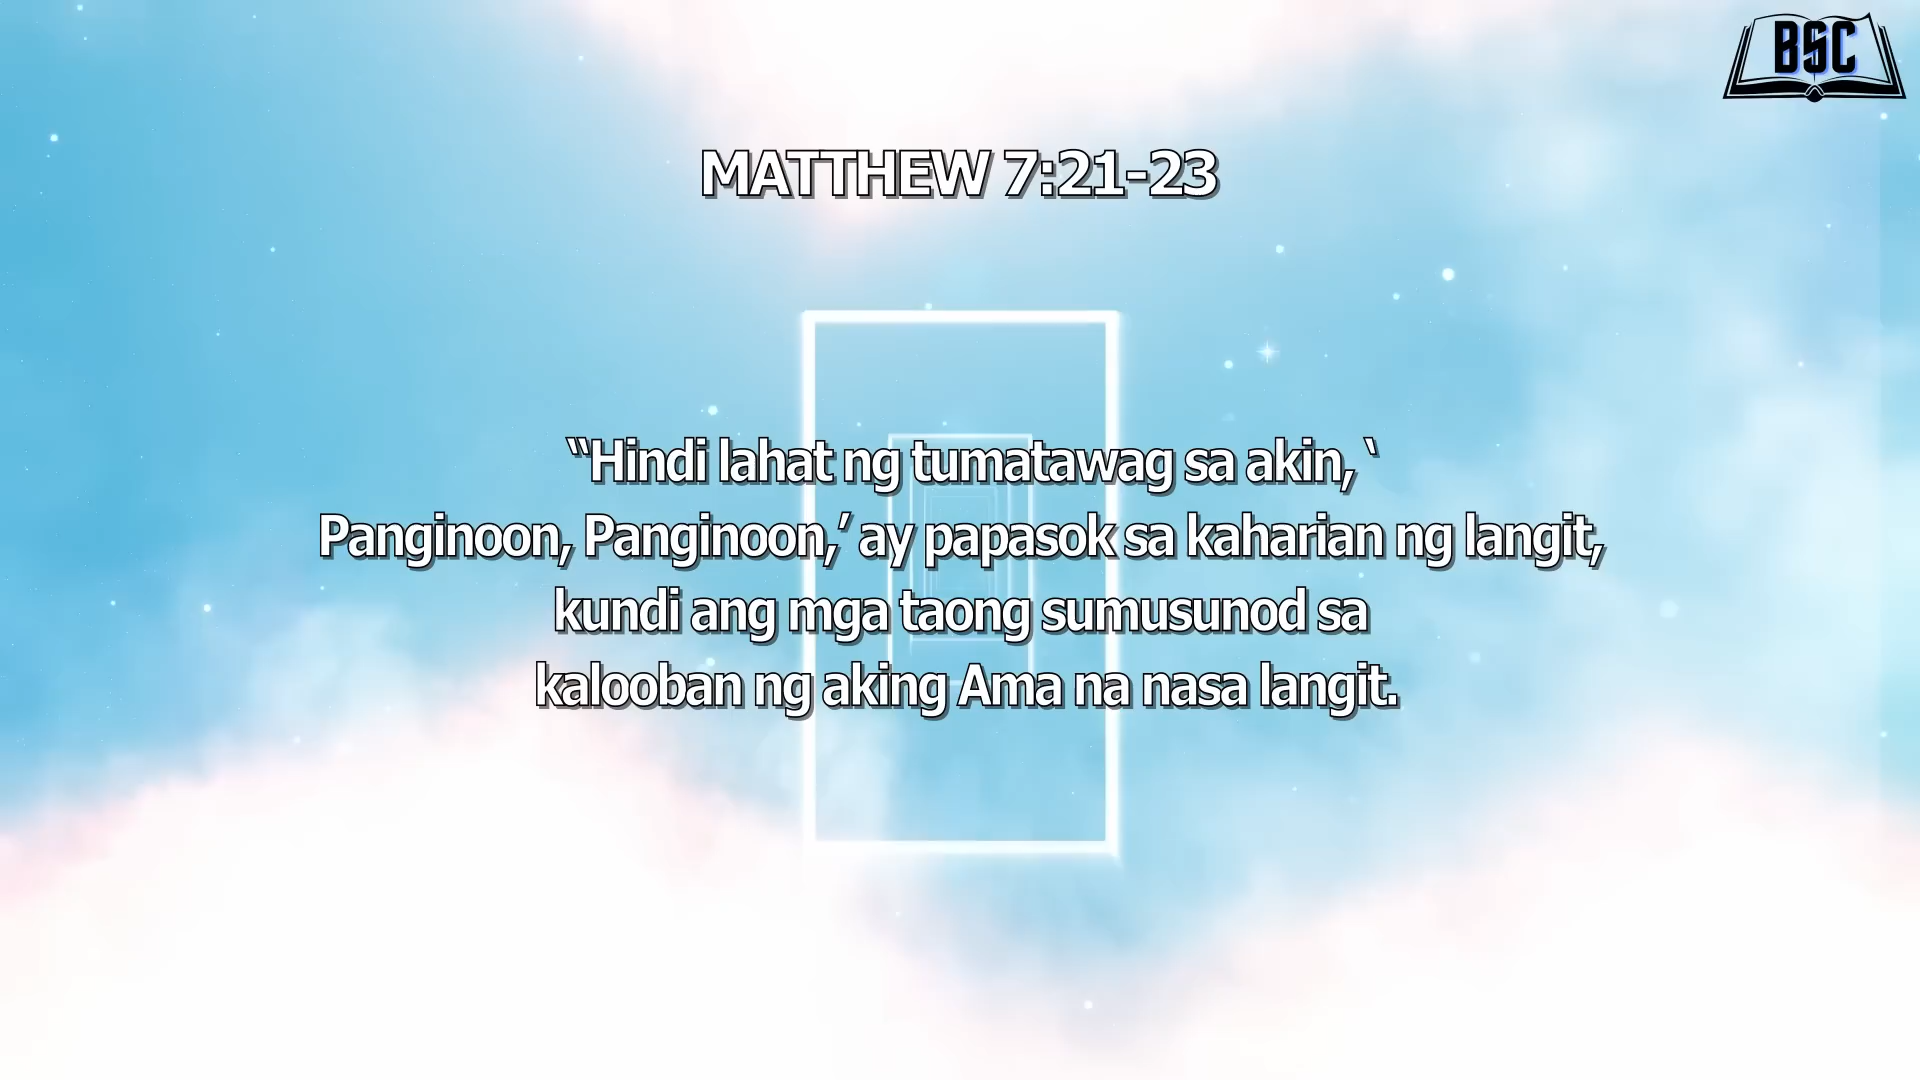 BSC
MATTHEW 7:21-23
“Hindi lahat ng tumatawag sa akin, ‘
Panginoon, Panginoon,’ ay papasok sa kaharian ng langit,
kundi ang mga taong sumusunod sa
kalooban ng aking Ama na nasa langit.